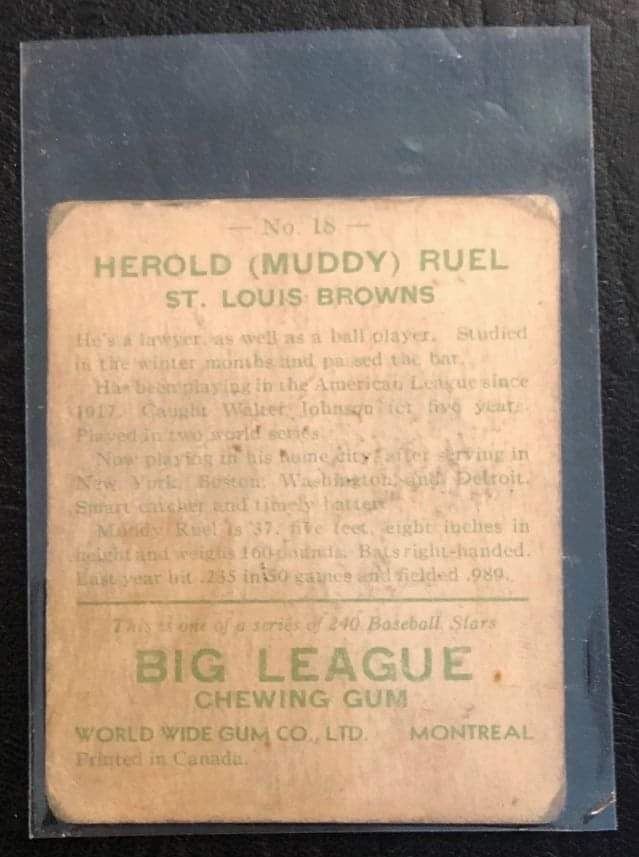 — No. 18 —
HEROLD (MUDDY) RUEL
ST. LOUIS BROWNS
He's a lawyer, as well as a ball player. Studied
in the winter months and passed the bar.
Has been playing in the American League since
1917. Caught Walter Johnson for five years.
Played in two world series.
Now playing in his home city, after serving in
New York, Boston, Washington, and Detroit.
Smart catcher and timely batter.
Muddy Ruel is 37, five feet, eight inches in
height and weighs 160 pounds. Bats right-handed.
Last year hit .235 in 50 games and fielded .989.
This is one of a series of 240 Baseball Stars
BIG LEAGUE
CHEWING GUM
WORLD WIDE GUM CO., LTD. MONTREAL
Printed in Canada.